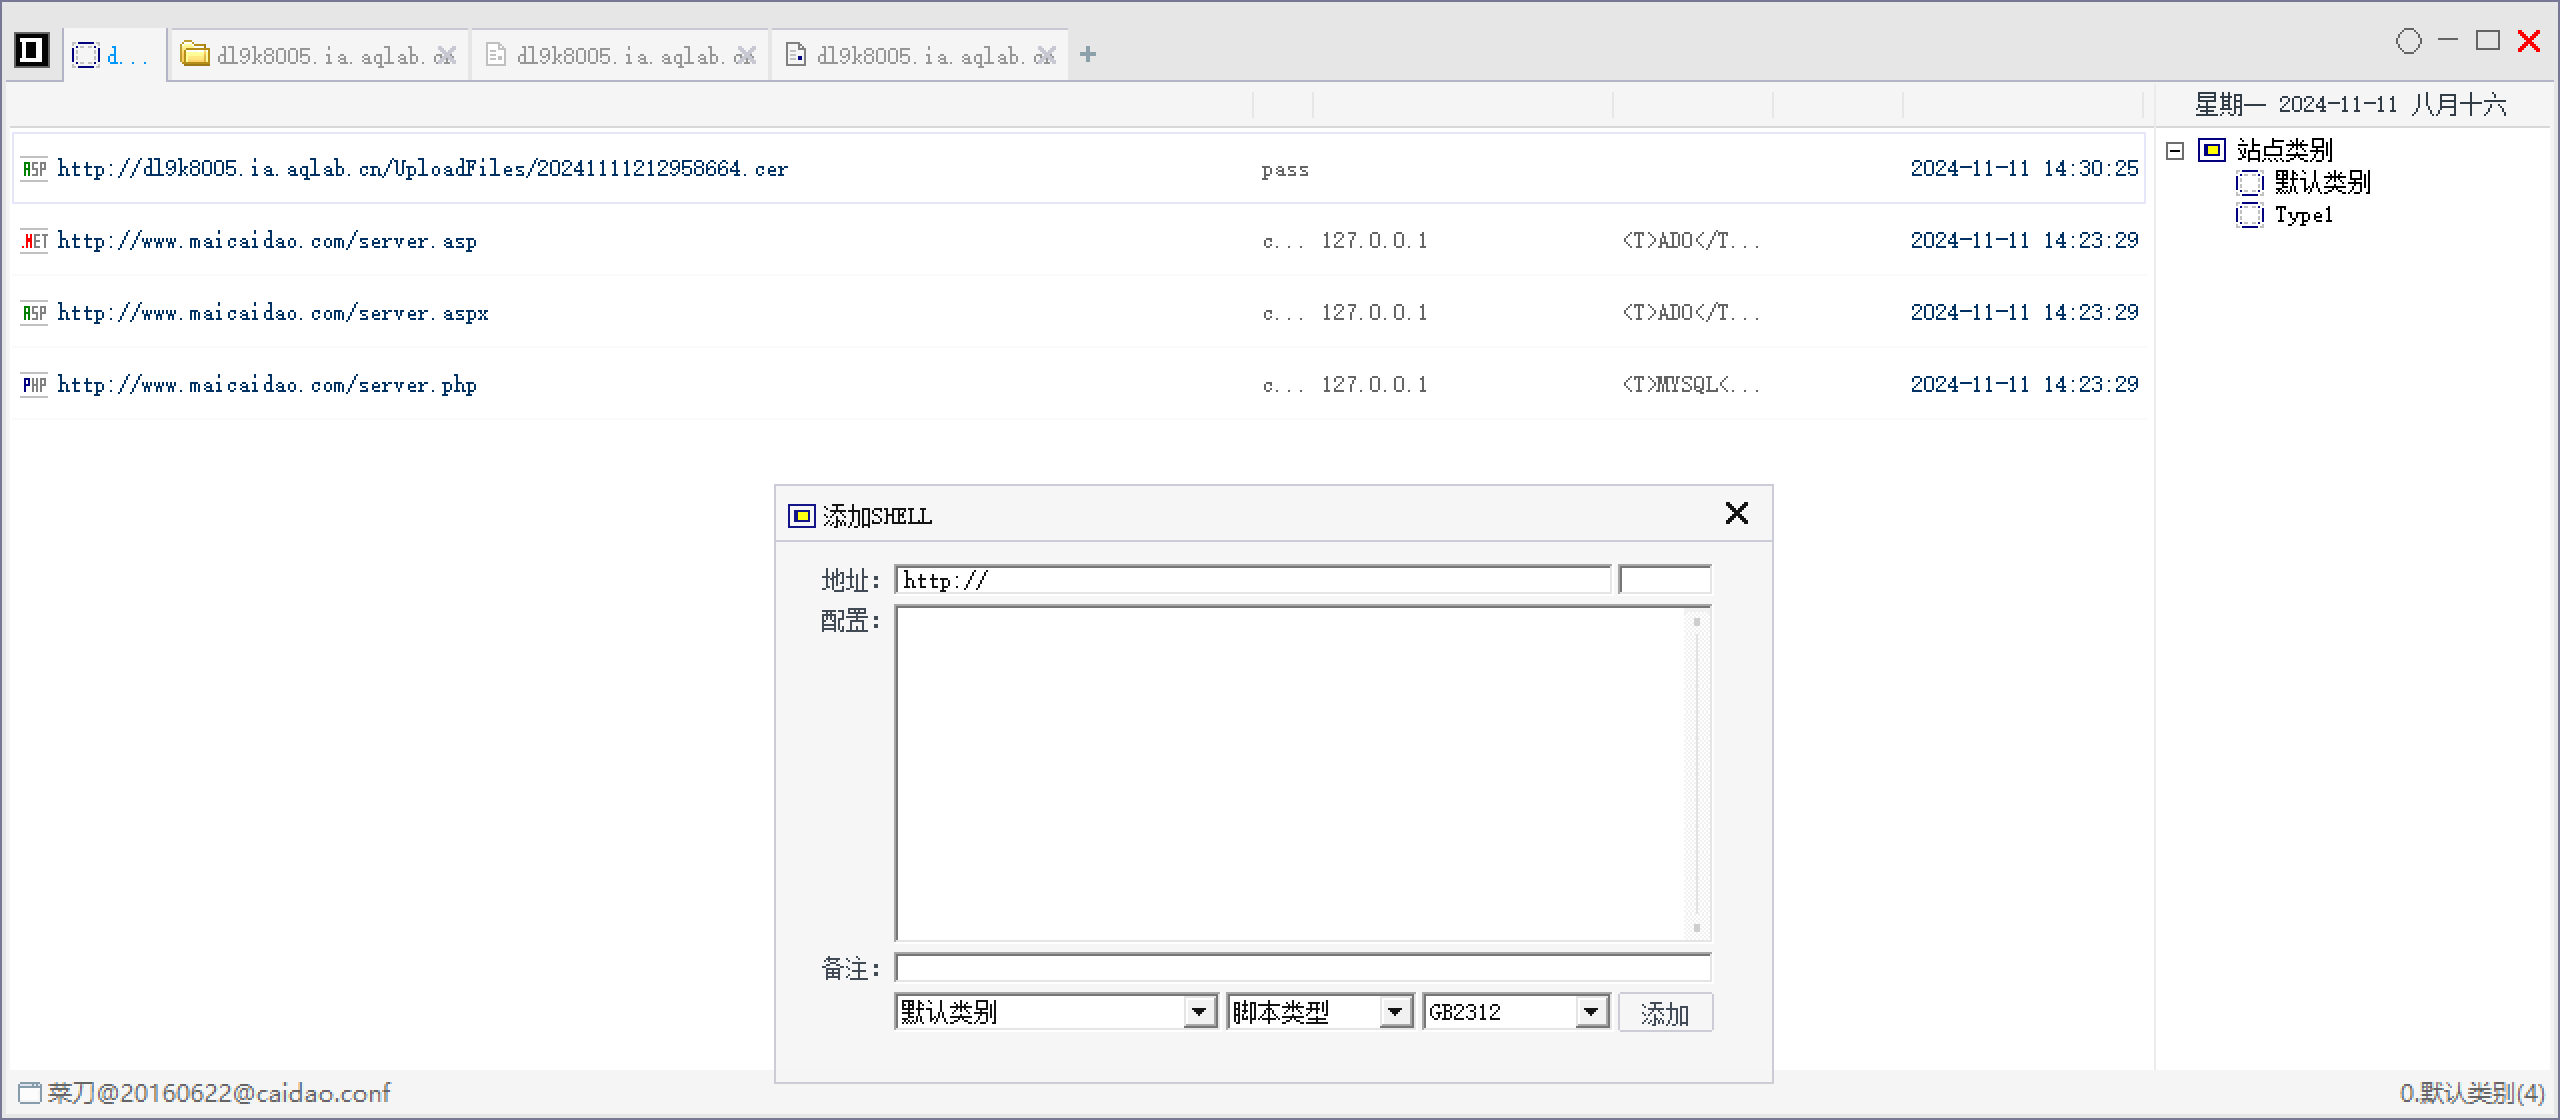 d...
dl9k8005.ia.aqlab.cn
dl9k8005.ia.aqlab.cn
dl9k8005.ia.aqlab.cn
星期一 2024-11-11 八月十六
ASP http://dl9k8005.ia.aqlab.cn/UploadFiles/20241111212958664.cer pass 2024-11-11 14:30:25
.NET http://www.maicaidao.com/server.asp c... 127.0.0.1 <T>ADO</T... 2024-11-11 14:23:29
ASP http://www.maicaidao.com/server.aspx c... 127.0.0.1 <T>ADO</T... 2024-11-11 14:23:29
PHP http://www.maicaidao.com/server.php c... 127.0.0.1 <T>MYSQL<... 2024-11-11 14:23:29
站点类别
默认类别
Type1
添加SHELL
地址: http://
配置:
备注:
默认类别 脚本类型 GB2312 添加
菜刀@20160622@caidao.conf
0.默认类别(4)